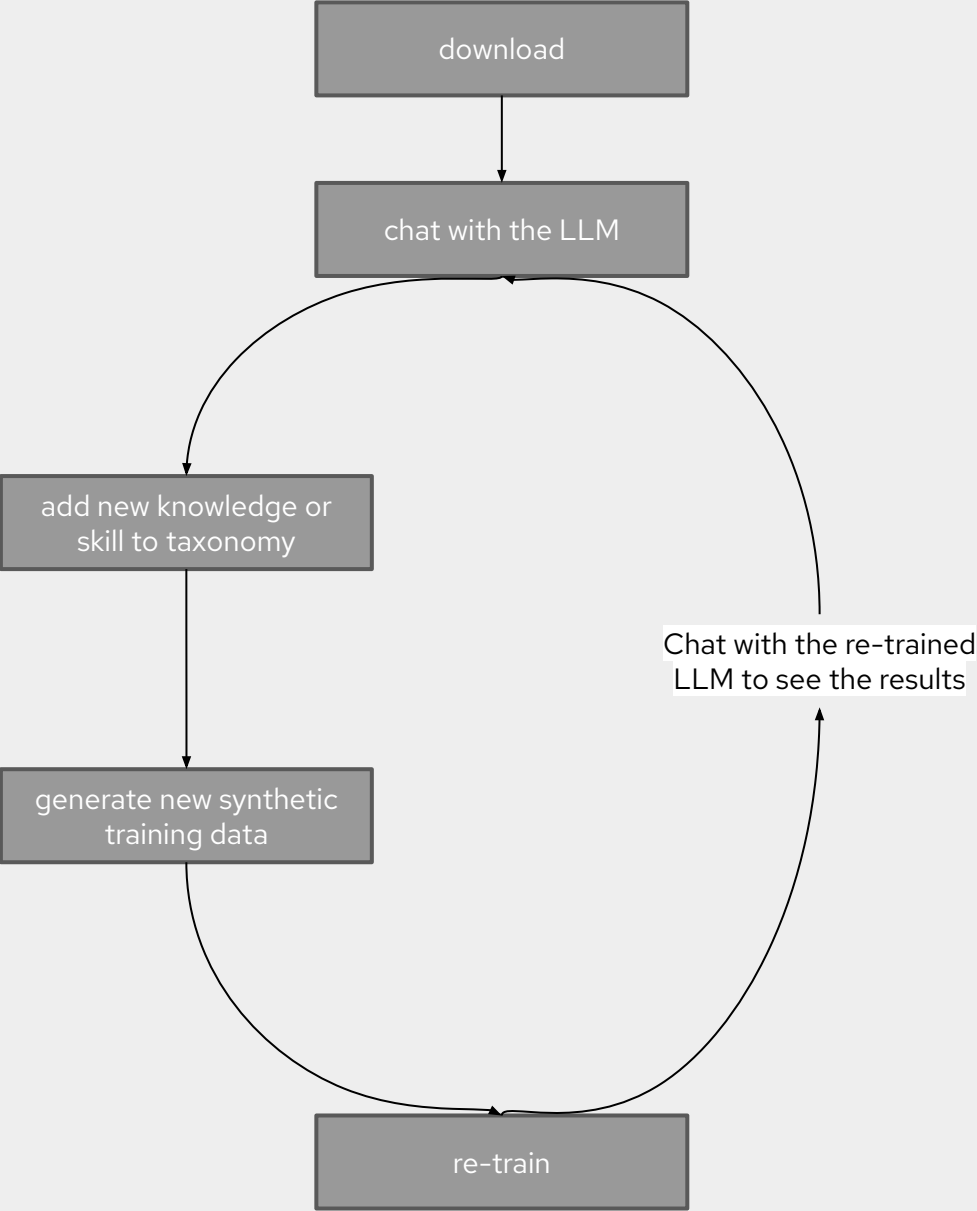 download
chat with the LLM
add new knowledge or
skill to taxonomy
Chat with the re-trained
LLM to see the results
generate new synthetic
training data
re-train